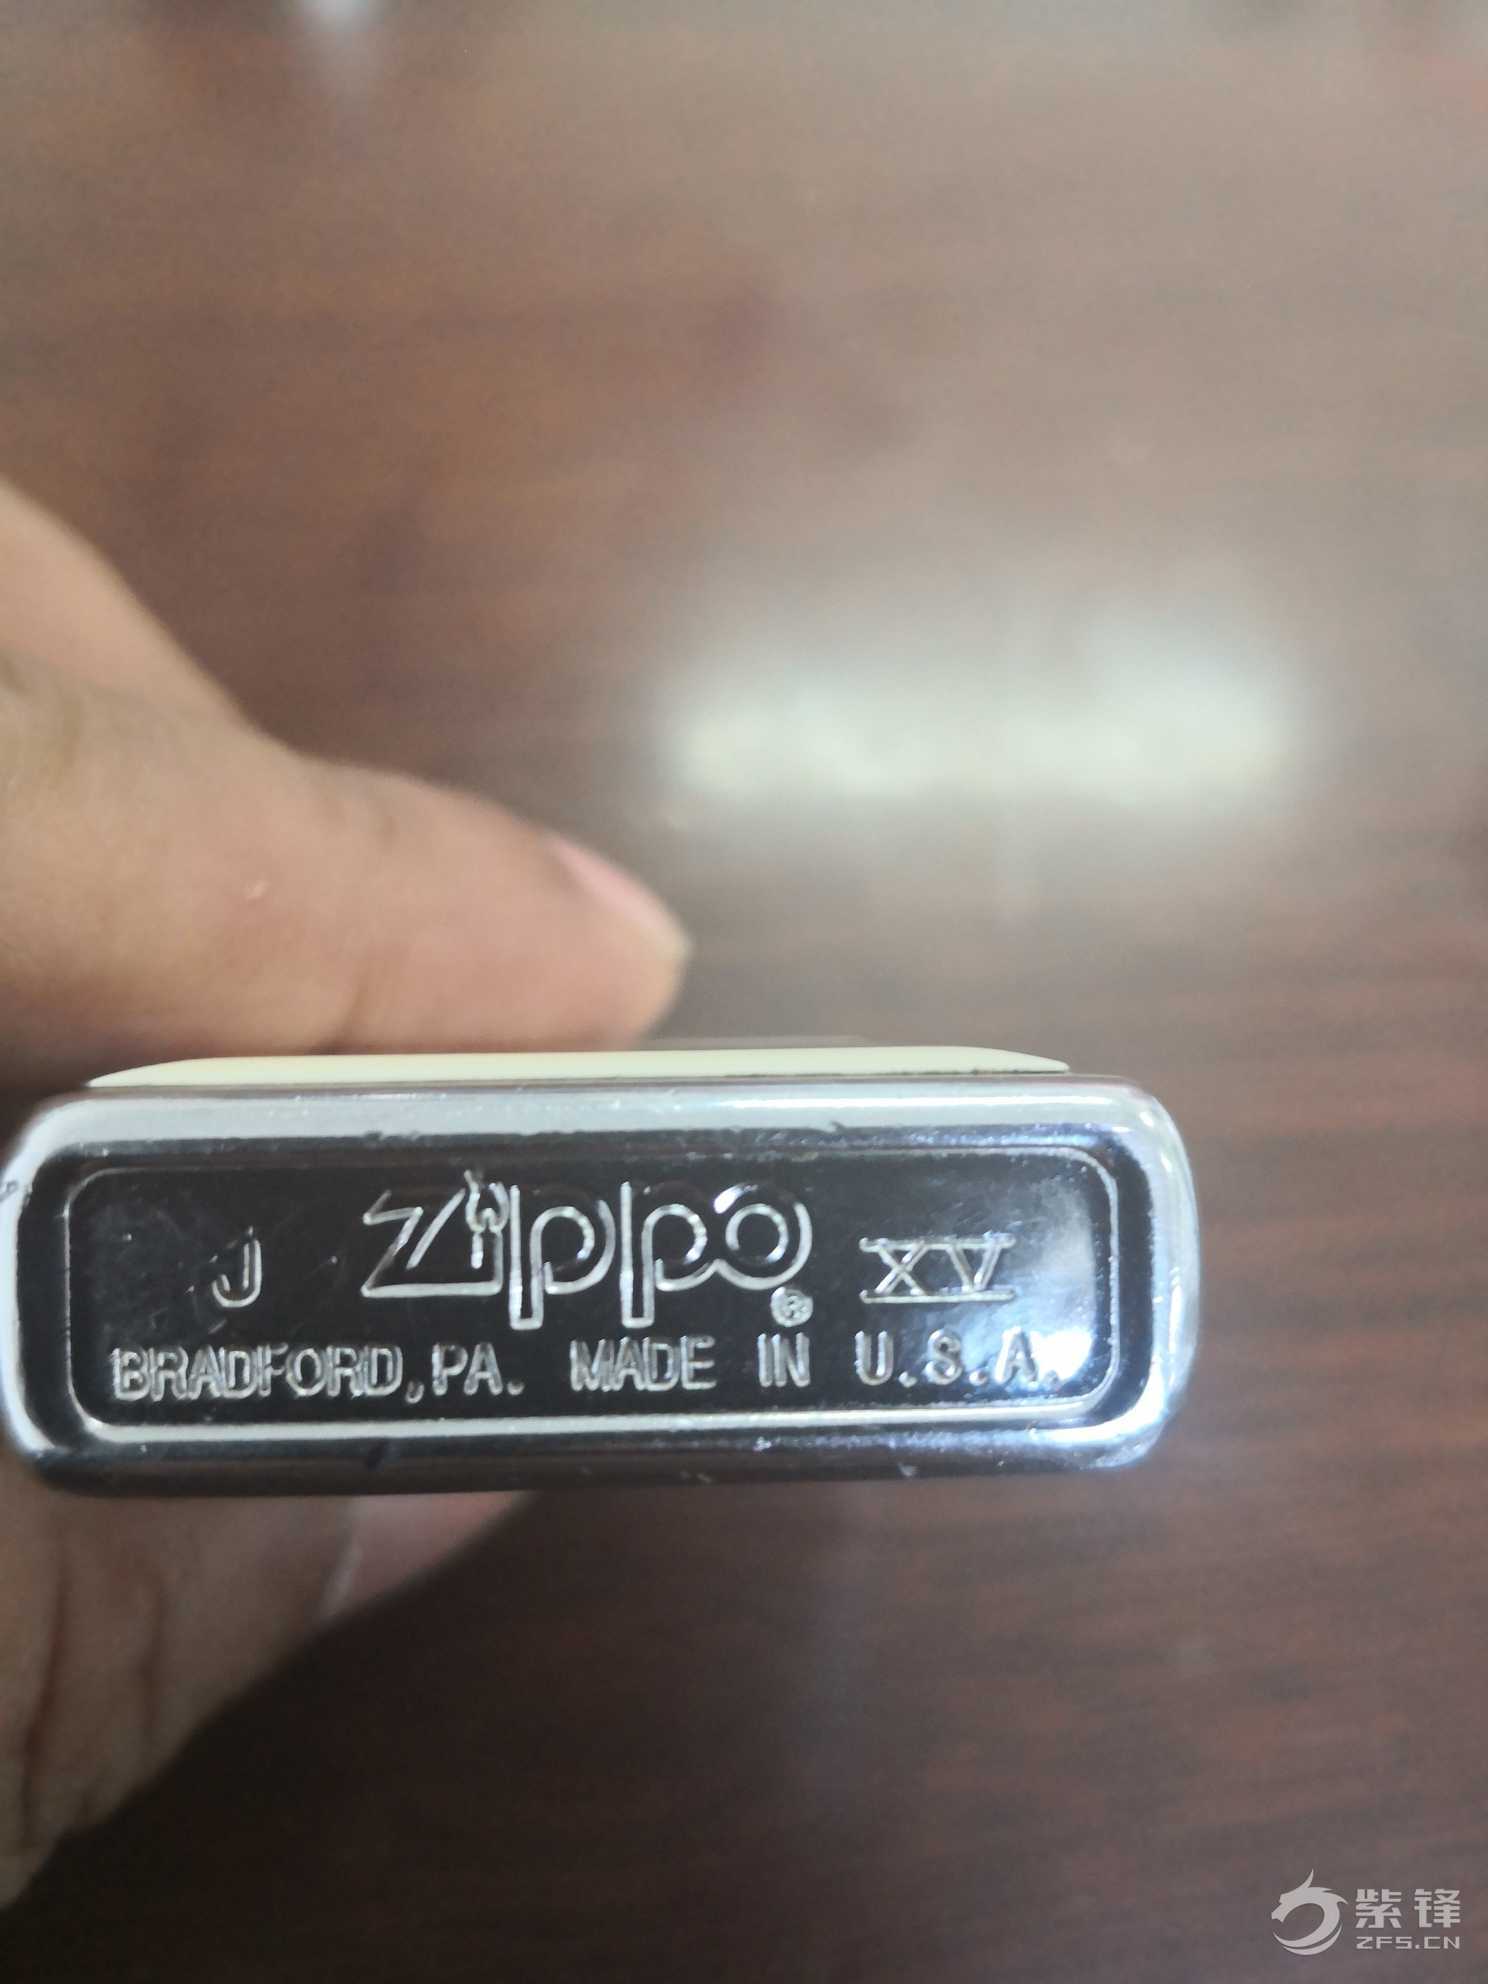 J Zippo ® XV
BRADFORD, PA. MADE IN U.S.A.
紫锋
ZFS.CN